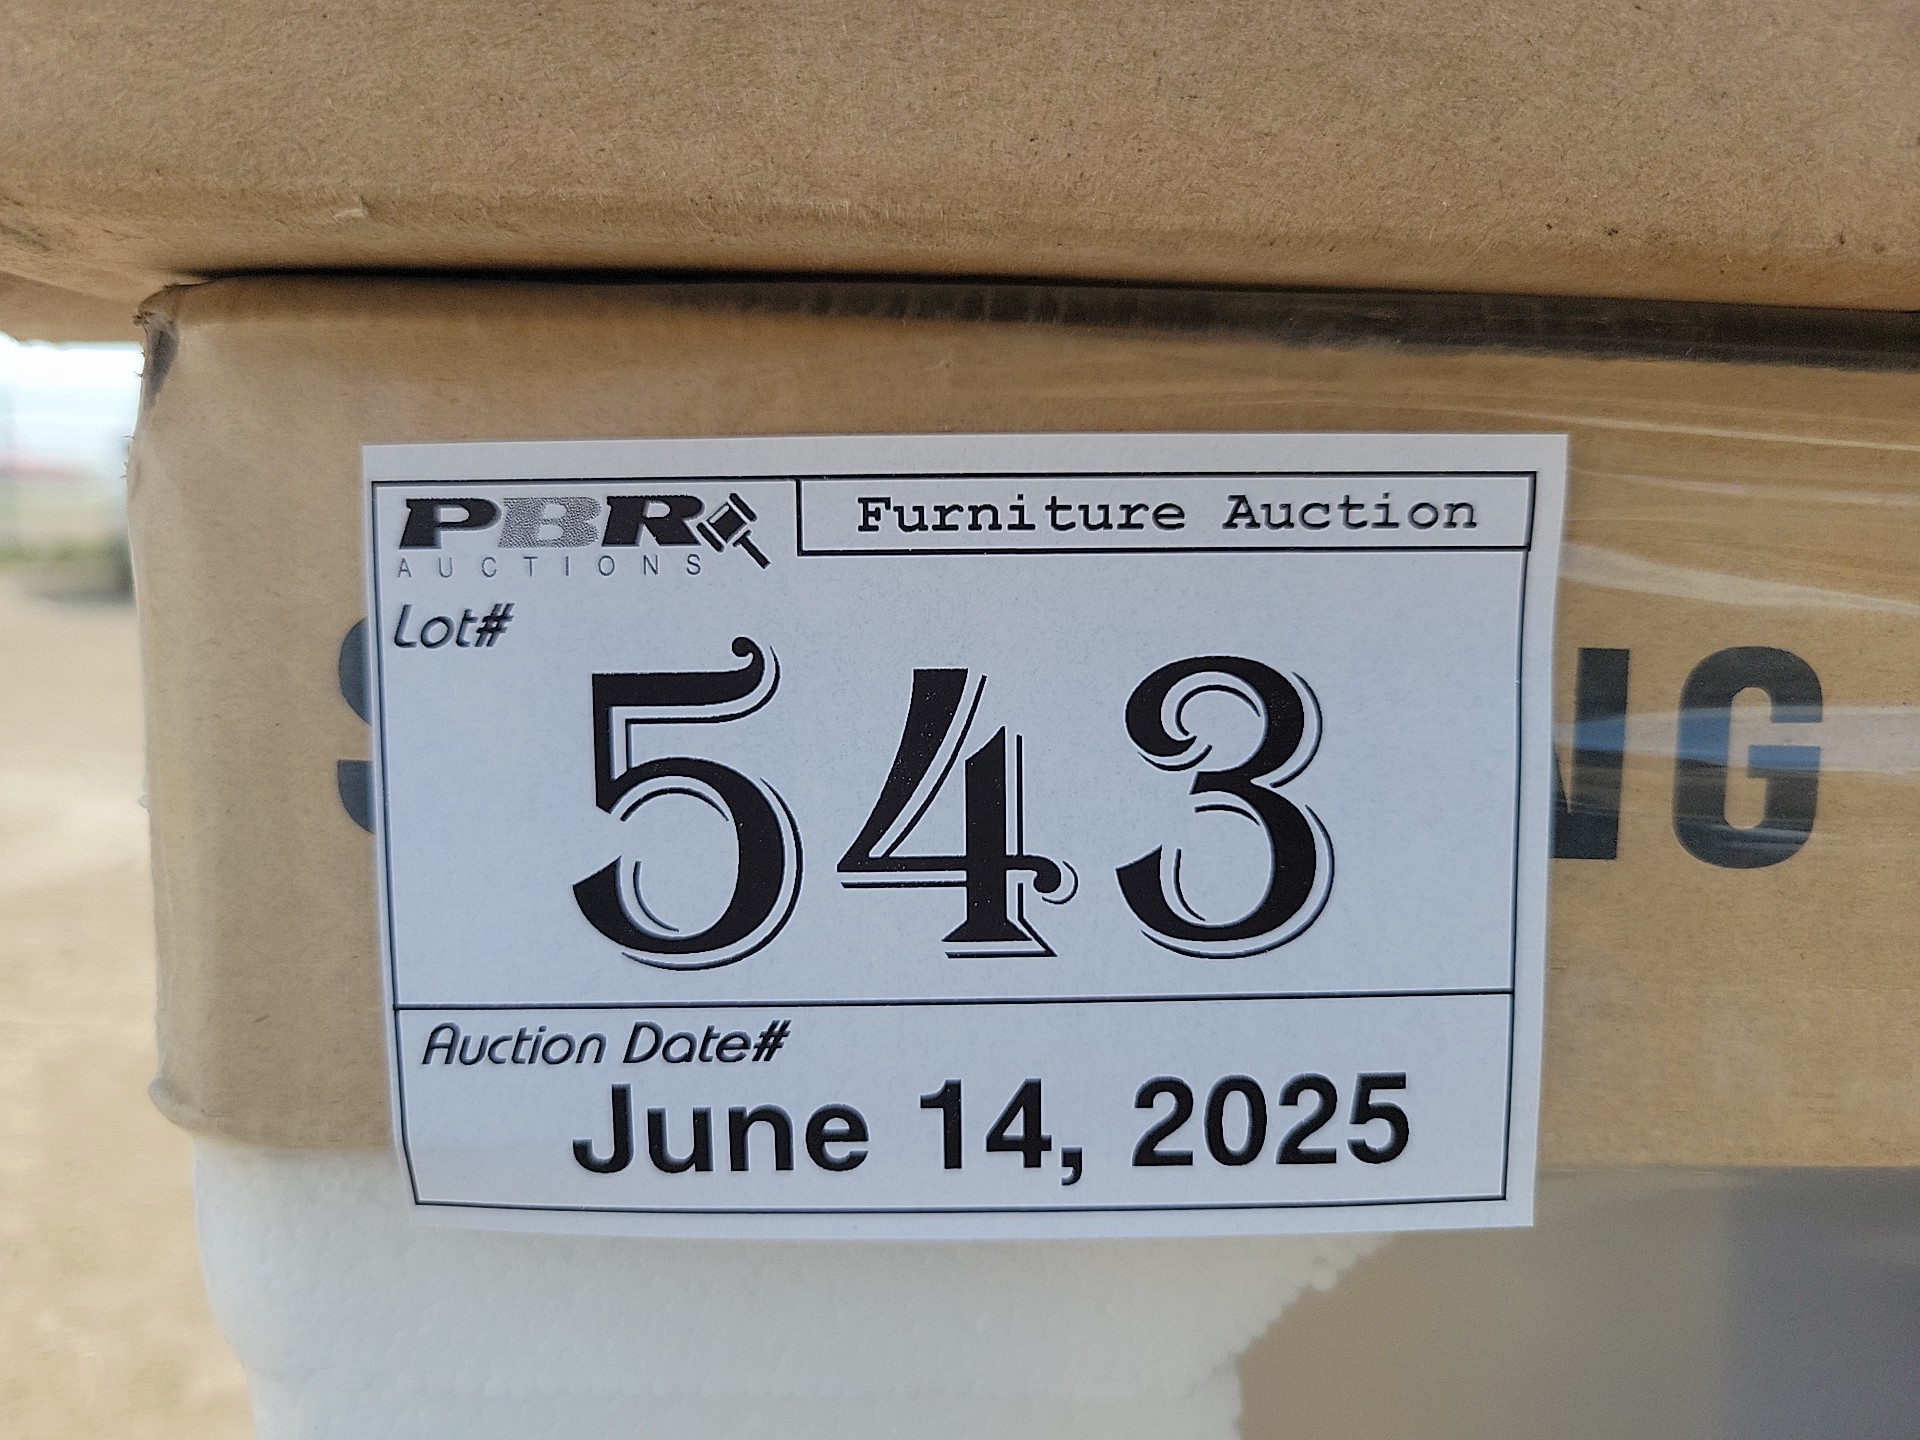 PBR
AUCTIONS
Furniture Auction
Lot#
543
Auction Date#
June 14, 2025